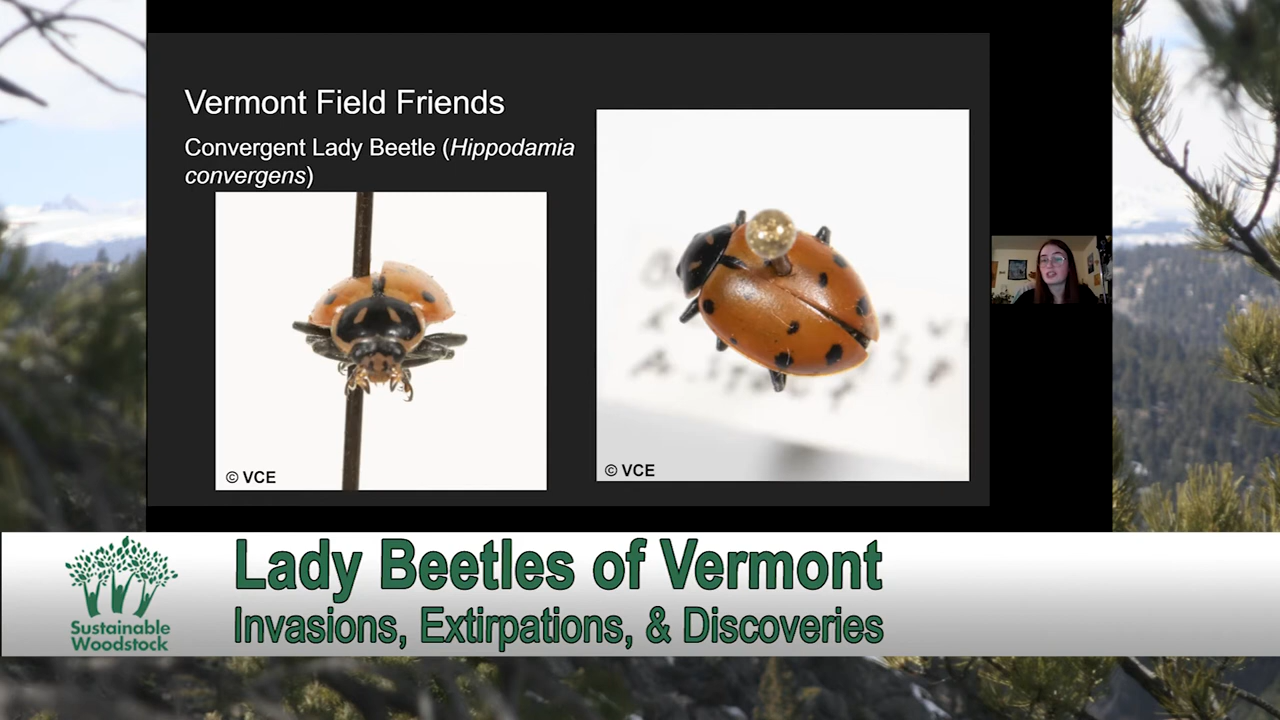 Vermont Field Friends
Convergent Lady Beetle (Hippodamia
convergens)
© VCE
© VCE
Lady Beetles of Vermont
Invasions, Extirpations, & Discoveries
Sustainable
Woodstock